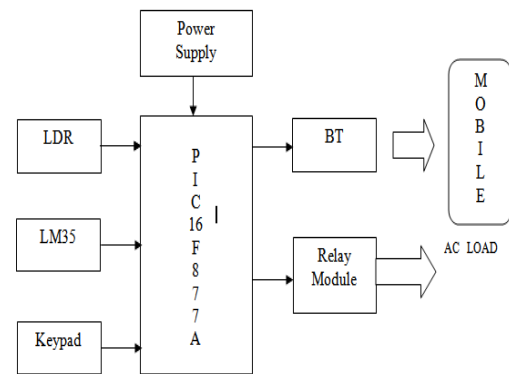 Power
Supply
LDR
LM35
Keypad
P
I
C
16
F
8
7
7
A
BT
Relay
Module
M
O
B
I
L
E
AC LOAD